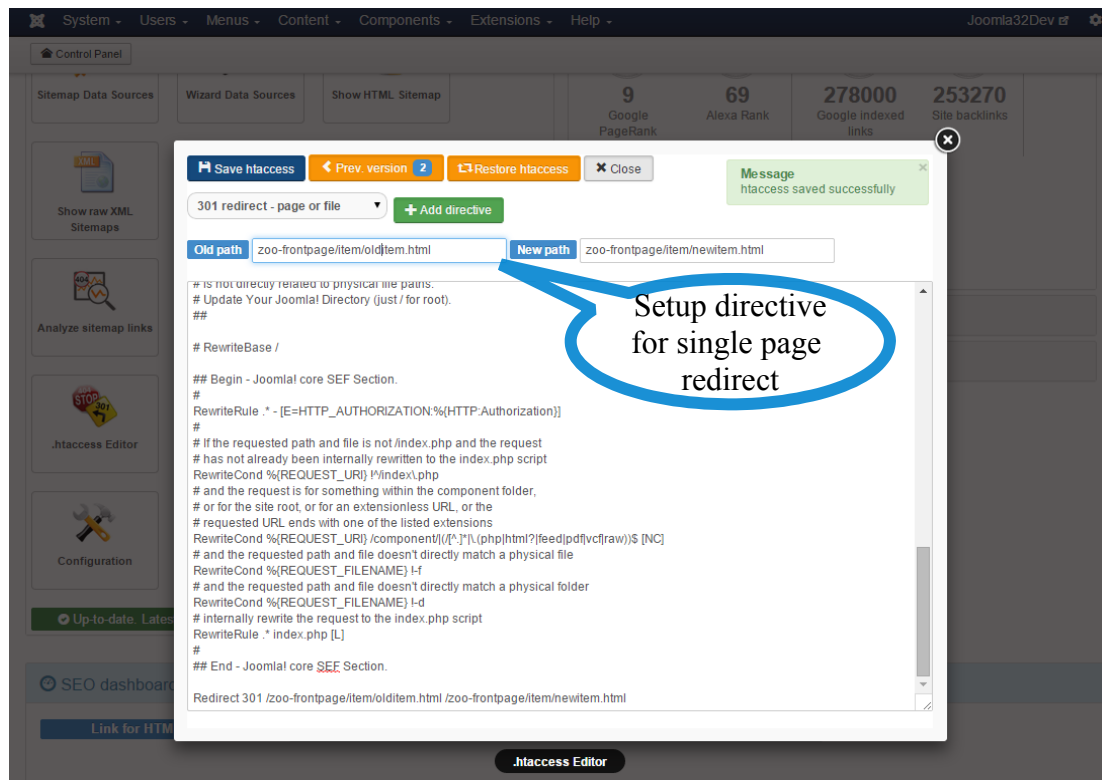 System Users Menus Content Components Extensions Help Joomla32Dev
Control Panel
Sitemap Data Sources Wizard Data Sources Show HTML Sitemap
9 69 278000 253270
Google PageRank Alexa Rank Google indexed links Site backlinks
XML
Show raw XML Sitemaps
404
Analyze sitemap links
STOP 301
.htaccess Editor
Configuration
Up-to-date. Lates
SEO dashboard
Link for HTM
Save htaccess Prev. version 2 Restore htaccess Close
Message
htaccess saved successfully
301 redirect - page or file Add directive
Old path zoo-frontpage/item/olditem.html New path zoo-frontpage/item/newitem.html
Setup directive
for single page
redirect
# is not directly related to physical file paths.
# Update Your Joomla! Directory (just / for root).
##
# RewriteBase /
## Begin - Joomla! core SEF Section.
#
RewriteRule .* - [E=HTTP_AUTHORIZATION:%{HTTP:Authorization}]
#
# If the requested path and file is not /index.php and the request
# has not already been internally rewritten to the index.php script
RewriteCond %{REQUEST_URI} !^/index\.php
# and the request is for something within the component folder,
# or for the site root, or for an extensionless URL, or the
# requested URL ends with one of the listed extensions
RewriteCond %{REQUEST_URI} /component/|(/[^.]*|\.(php|html?|feed|pdf|vcf|raw))$ [NC]
# and the requested path and file doesn't directly match a physical file
RewriteCond %{REQUEST_FILENAME} !-f
# and the requested path and file doesn't directly match a physical folder
RewriteCond %{REQUEST_FILENAME} !-d
# internally rewrite the request to the index.php script
RewriteRule .* index.php [L]
#
## End - Joomla! core SEF Section.
Redirect 301 /zoo-frontpage/item/olditem.html /zoo-frontpage/item/newitem.html
.htaccess Editor